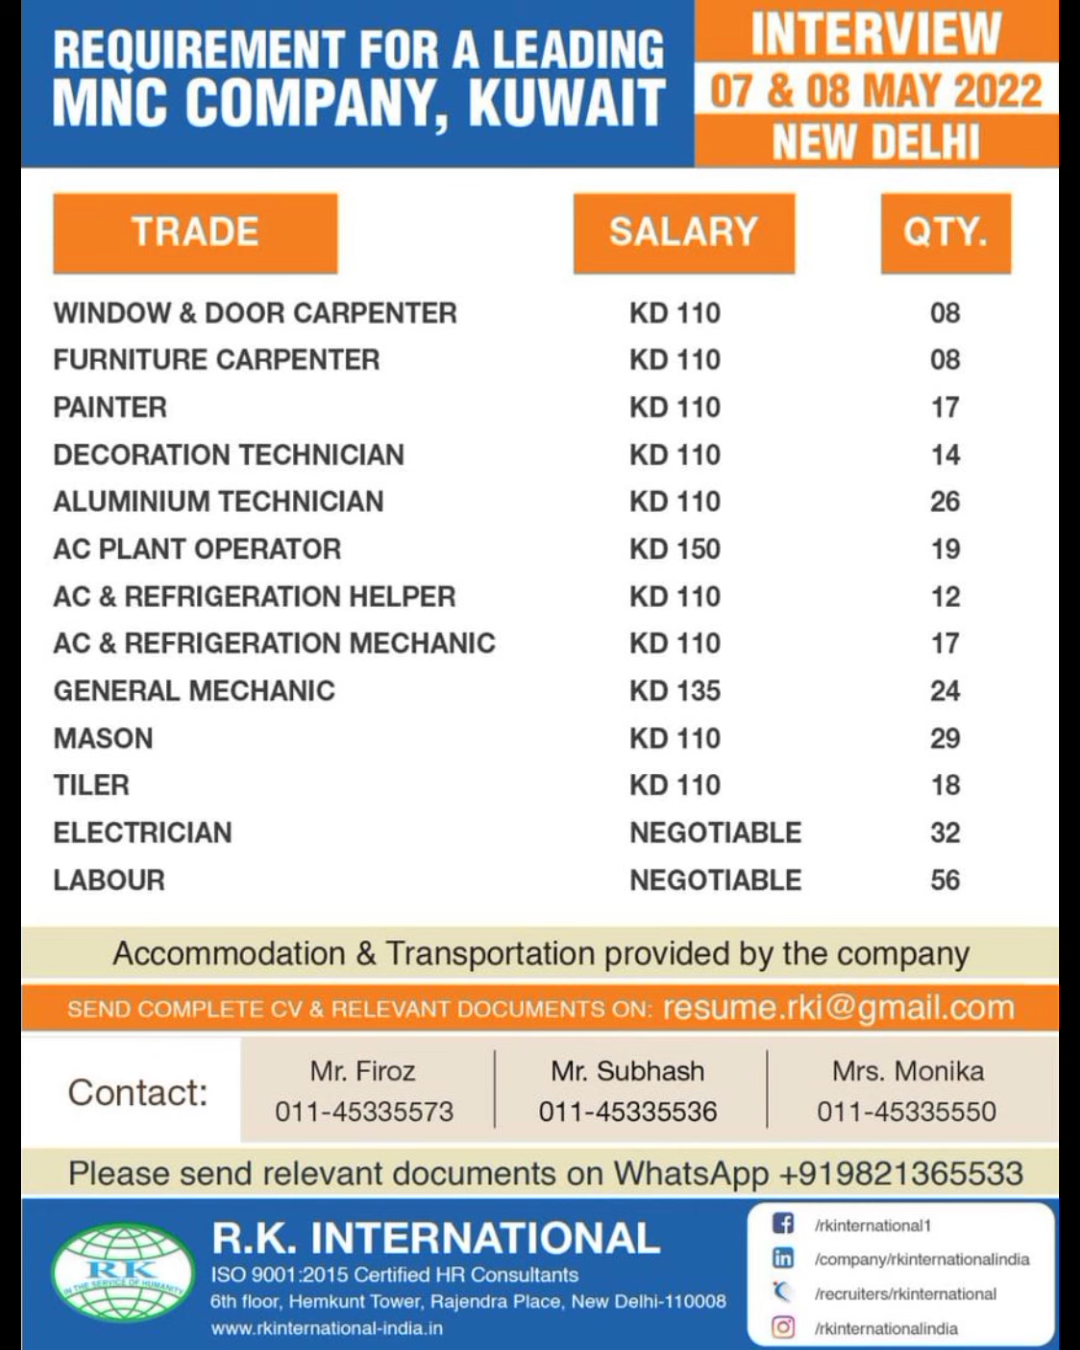 REQUIREMENT FOR A LEADING
MNC COMPANY, KUWAIT
INTERVIEW
07 & 08 MAY 2022
NEW DELHI
TRADE SALARY QTY.
WINDOW & DOOR CARPENTER KD 110 08
FURNITURE CARPENTER KD 110 08
PAINTER KD 110 17
DECORATION TECHNICIAN KD 110 14
ALUMINIUM TECHNICIAN KD 110 26
AC PLANT OPERATOR KD 150 19
AC & REFRIGERATION HELPER KD 110 12
AC & REFRIGERATION MECHANIC KD 110 17
GENERAL MECHANIC KD 135 24
MASON KD 110 29
TILER KD 110 18
ELECTRICIAN NEGOTIABLE 32
LABOUR NEGOTIABLE 56
Accommodation & Transportation provided by the company
SEND COMPLETE CV & RELEVANT DOCUMENTS ON: resume.rki@gmail.com
Contact:
Mr. Firoz
011-45335573
Mr. Subhash
011-45335536
Mrs. Monika
011-45335550
Please send relevant documents on WhatsApp +919821365533
RK
IN THE SERVICE OF HUMANITY
R.K. INTERNATIONAL
ISO 9001:2015 Certified HR Consultants
6th floor, Hemkunt Tower, Rajendra Place, New Delhi-110008
www.rkinternational-india.in
/rkinternational1
/company/rkinternationalindia
/recruiters/rkinternational
/rkinternationalindia